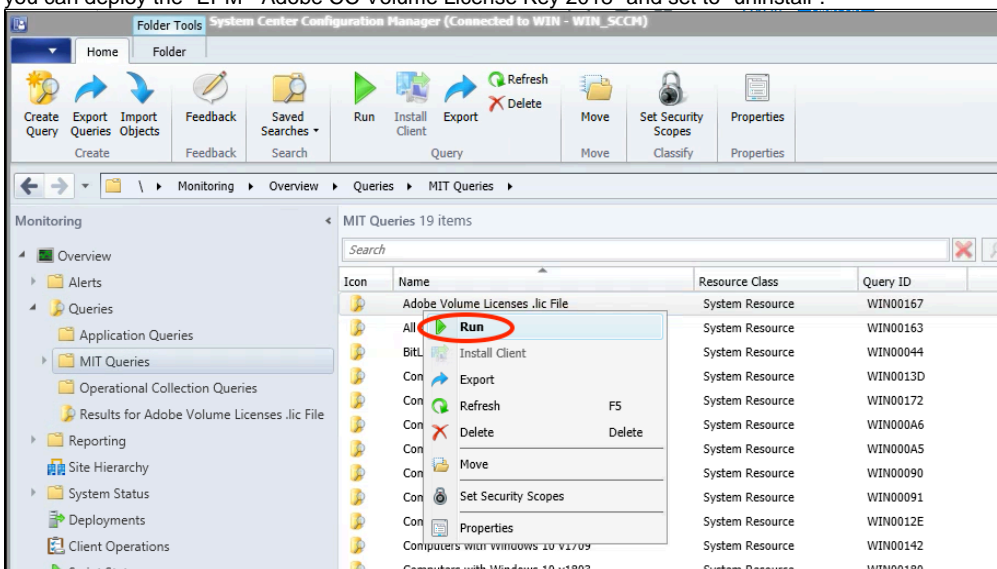 you can deploy the "EPM - Adobe CC Volume License Key 2018" and set to "uninstall".
Folder Tools System Center Configuration Manager (Connected to WIN - WIN_SCCM)
Home Folder
Create Query
Export Queries
Import Objects
Feedback
Saved Searches
Run
Install Client
Export
Refresh
Delete
Move
Set Security Scopes
Properties
Create Feedback Search Query Move Classify Properties
\ Monitoring Overview Queries MIT Queries
Monitoring
Overview
Alerts
Queries
Application Queries
MIT Queries
Operational Collection Queries
Results for Adobe Volume Licenses .lic File
Reporting
Site Hierarchy
System Status
Deployments
Client Operations
MIT Queries 19 items
Search
Icon Name Resource Class Query ID
Adobe Volume Licenses .lic File System Resource WIN00167
All System Resource WIN00163
BitL System Resource WIN00044
Con System Resource WIN0013D
Con System Resource WIN00172
Con System Resource WIN000A6
Con System Resource WIN000A5
Con System Resource WIN00090
Con System Resource WIN00091
Con System Resource WIN0012E
Computers with Windows 10 v1709 System Resource WIN00142
Run
Install Client
Export
Refresh F5
Delete Delete
Move
Set Security Scopes
Properties